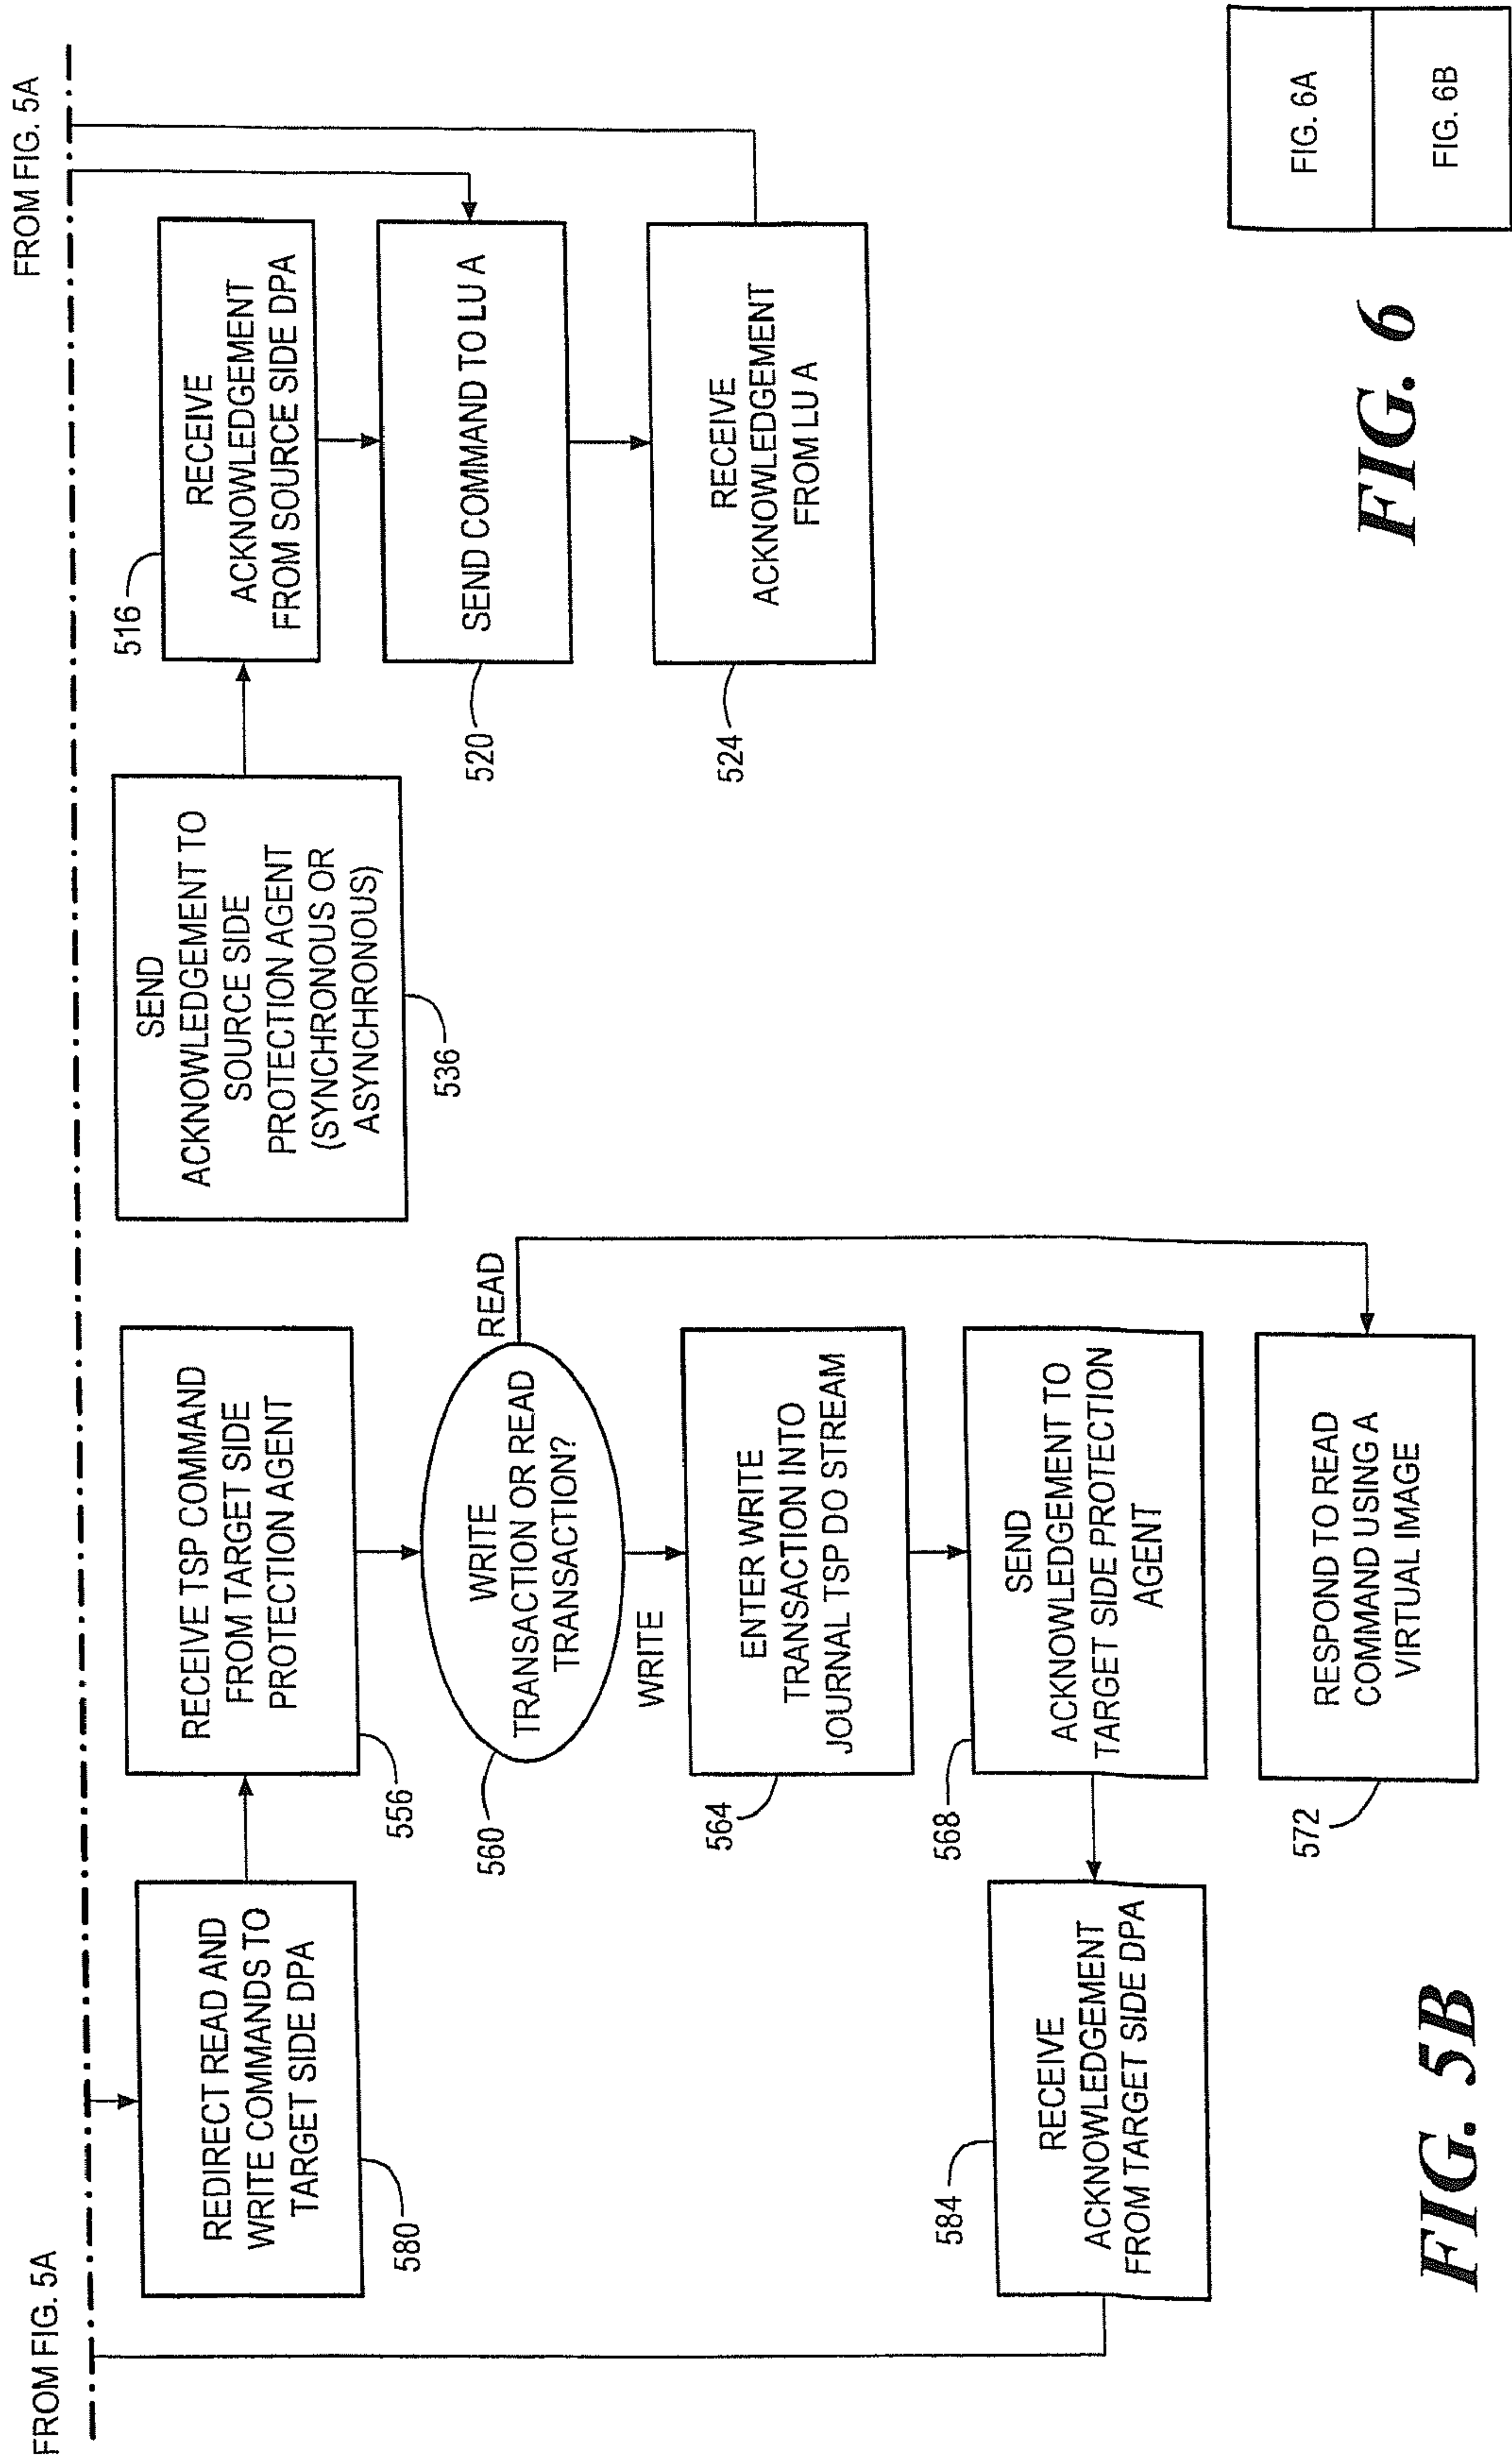 FROM FIG. 5A
FROM FIG. 5A
REDIRECT READ AND
WRITE COMMANDS TO
TARGET SIDE DPA
580
RECEIVE TSP COMMAND
FROM TARGET SIDE
PROTECTION AGENT
556
WRITE
TRANSACTION OR READ
TRANSACTION?
560
READ
WRITE
ENTER WRITE
TRANSACTION INTO
JOURNAL TSP DO STREAM
564
SEND
ACKNOWLEDGEMENT TO
TARGET SIDE PROTECTION
AGENT
568
RESPOND TO READ
COMMAND USING A
VIRTUAL IMAGE
572
RECEIVE
ACKNOWLEDGEMENT
FROM TARGET SIDE DPA
584
SEND
ACKNOWLEDGEMENT TO
SOURCE SIDE
PROTECTION AGENT
(SYNCHRONOUS OR
ASYNCHRONOUS)
536
RECEIVE
ACKNOWLEDGEMENT
FROM SOURCE SIDE DPA
516
SEND COMMAND TO LU A
520
RECEIVE
ACKNOWLEDGEMENT
FROM LU A
524
FIG. 5B
FIG. 6
FIG. 6A
FIG. 6B